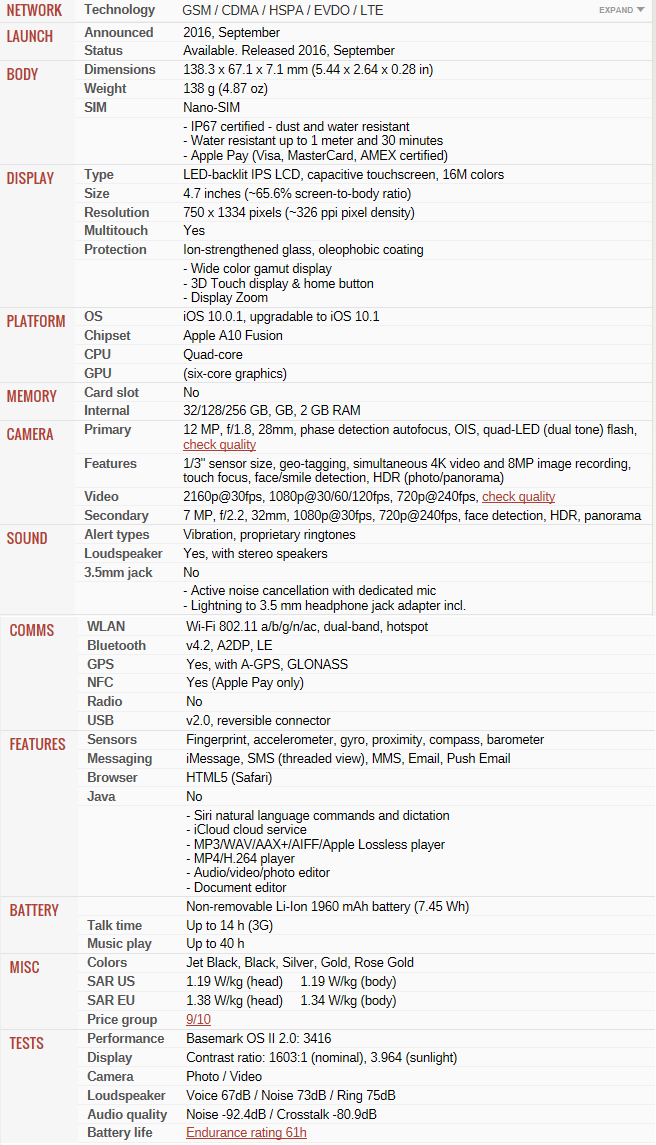 NETWORK Technology GSM / CDMA / HSPA / EVDO / LTE EXPAND ▼
LAUNCH Announced 2016, September
Status Available. Released 2016, September
BODY Dimensions 138.3 x 67.1 x 7.1 mm (5.44 x 2.64 x 0.28 in)
Weight 138 g (4.87 oz)
SIM Nano-SIM
- IP67 certified - dust and water resistant
- Water resistant up to 1 meter and 30 minutes
- Apple Pay (Visa, MasterCard, AMEX certified)
DISPLAY Type LED-backlit IPS LCD, capacitive touchscreen, 16M colors
Size 4.7 inches (~65.6% screen-to-body ratio)
Resolution 750 x 1334 pixels (~326 ppi pixel density)
Multitouch Yes
Protection Ion-strengthened glass, oleophobic coating
- Wide color gamut display
- 3D Touch display & home button
- Display Zoom
PLATFORM OS iOS 10.0.1, upgradable to iOS 10.1
Chipset Apple A10 Fusion
CPU Quad-core
GPU (six-core graphics)
MEMORY Card slot No
Internal 32/128/256 GB, GB, 2 GB RAM
CAMERA Primary 12 MP, f/1.8, 28mm, phase detection autofocus, OIS, quad-LED (dual tone) flash,
check quality
Features 1/3" sensor size, geo-tagging, simultaneous 4K video and 8MP image recording,
touch focus, face/smile detection, HDR (photo/panorama)
Video 2160p@30fps, 1080p@30/60/120fps, 720p@240fps, check quality
Secondary 7 MP, f/2.2, 32mm, 1080p@30fps, 720p@240fps, face detection, HDR, panorama
SOUND Alert types Vibration, proprietary ringtones
Loudspeaker Yes, with stereo speakers
3.5mm jack No
- Active noise cancellation with dedicated mic
- Lightning to 3.5 mm headphone jack adapter incl.
COMMS WLAN Wi-Fi 802.11 a/b/g/n/ac, dual-band, hotspot
Bluetooth v4.2, A2DP, LE
GPS Yes, with A-GPS, GLONASS
NFC Yes (Apple Pay only)
Radio No
USB v2.0, reversible connector
FEATURES Sensors Fingerprint, accelerometer, gyro, proximity, compass, barometer
Messaging iMessage, SMS (threaded view), MMS, Email, Push Email
Browser HTML5 (Safari)
Java No
- Siri natural language commands and dictation
- iCloud cloud service
- MP3/WAV/AAX+/AIFF/Apple Lossless player
- MP4/H.264 player
- Audio/video/photo editor
- Document editor
BATTERY Non-removable Li-Ion 1960 mAh battery (7.45 Wh)
Talk time Up to 14 h (3G)
Music play Up to 40 h
MISC Colors Jet Black, Black, Silver, Gold, Rose Gold
SAR US 1.19 W/kg (head) 1.19 W/kg (body)
SAR EU 1.38 W/kg (head) 1.34 W/kg (body)
Price group 9/10
TESTS Performance Basemark OS II 2.0: 3416
Display Contrast ratio: 1603:1 (nominal), 3.964 (sunlight)
Camera Photo / Video
Loudspeaker Voice 67dB / Noise 73dB / Ring 75dB
Audio quality Noise -92.4dB / Crosstalk -80.9dB
Battery life Endurance rating 61h